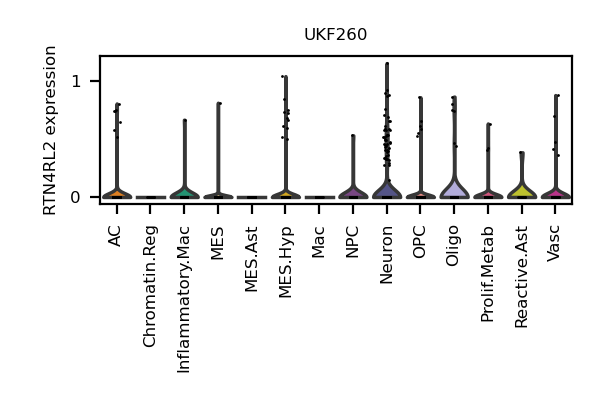 UKF260
RTN4RL2 expression
1
0
AC
Chromatin.Reg
Inflammatory.Mac
MES
MES.Ast
MES.Hyp
Mac
NPC
Neuron
OPC
Oligo
Prolif.Metab
Reactive.Ast
Vasc